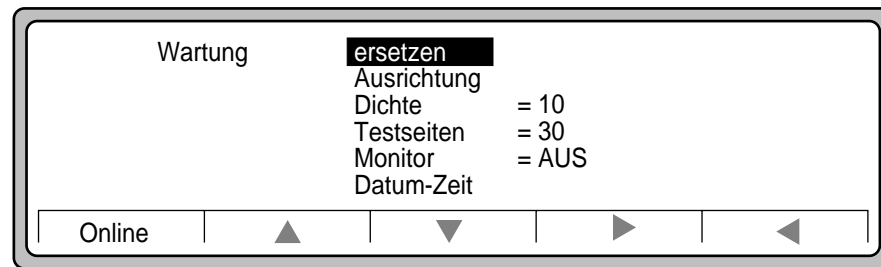 Wartung ersetzen
Ausrichtung
Dichte = 10
Testseiten = 30
Monitor = AUS
Datum-Zeit
Online